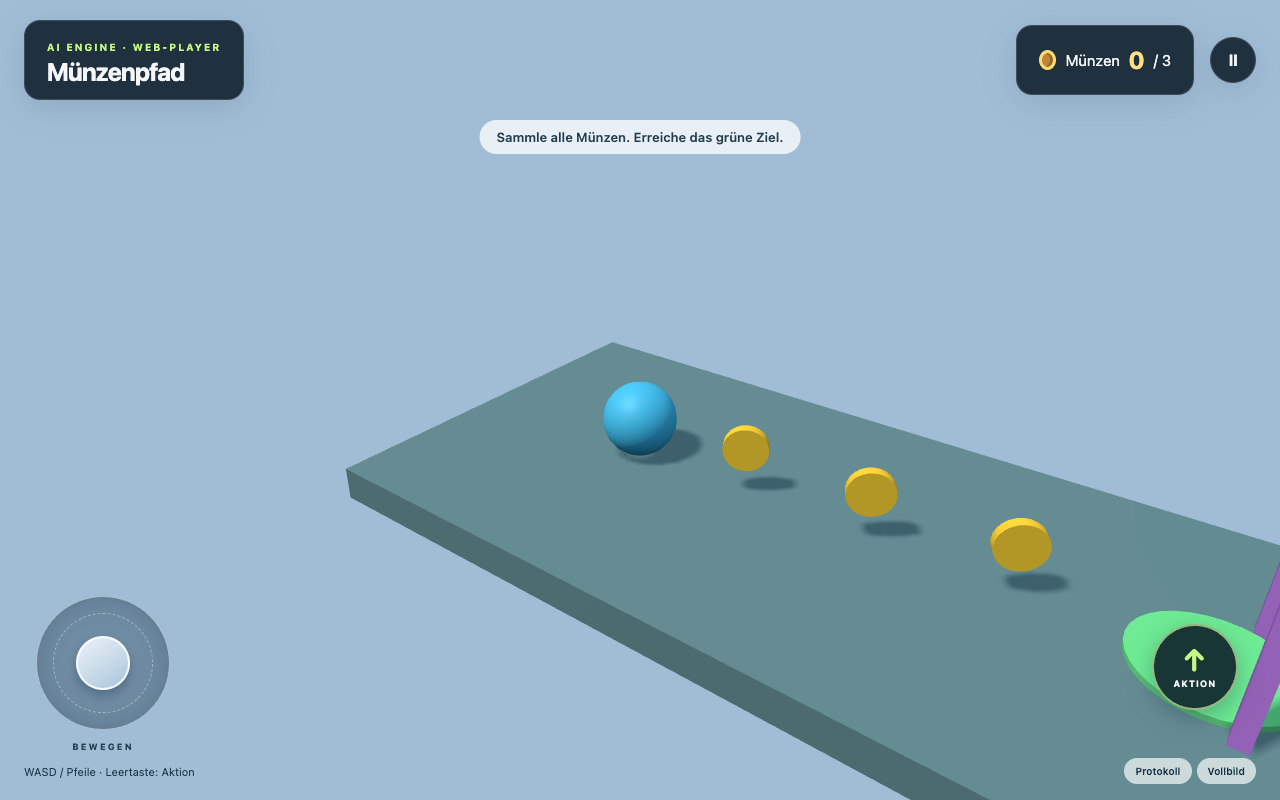 AI ENGINE · WEB-PLAYER
Münzenpfad
Münzen 0 / 3
Sammle alle Münzen. Erreiche das grüne Ziel.
AKTION
BEWEGEN
WASD / Pfeile · Leertaste: Aktion
Protokoll
Vollbild